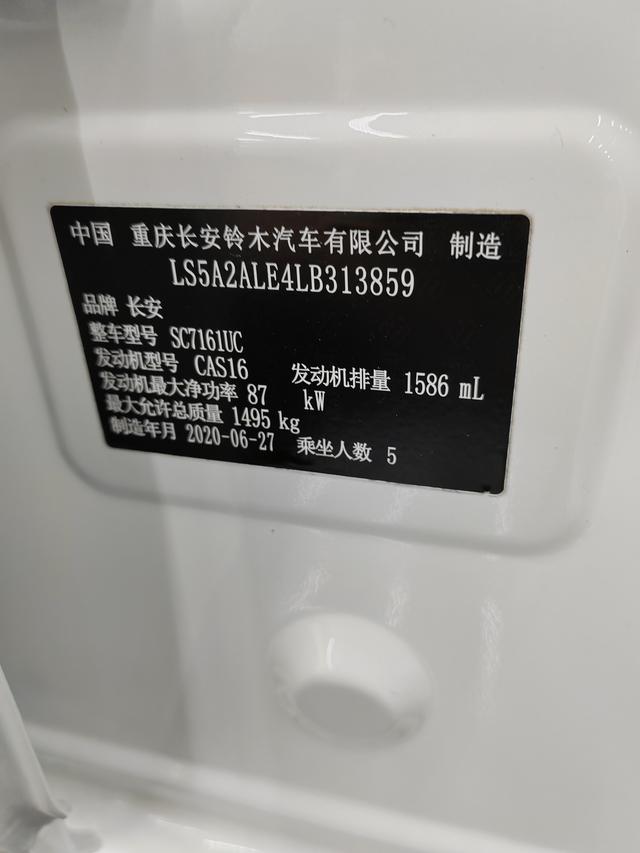 中国 重庆长安铃木汽车有限公司 制造
LS5A2ALE4LB313859
品牌 长安
整车型号 SC7161UC
发动机型号 CAS16 发动机排量 1586 mL
发动机最大净功率 87 kW
最大允许总质量 1495 kg
制造年月 2020-06-27 乘坐人数 5